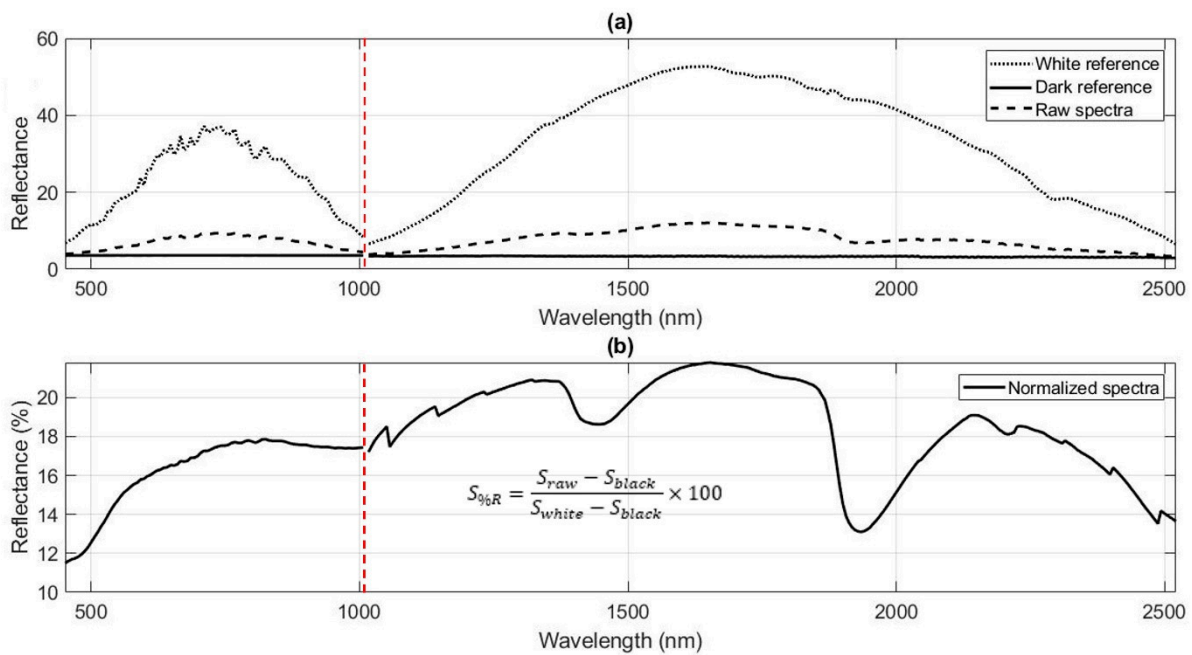 (a)
60
40
20
0
Reflectance
White reference
Dark reference
Raw spectra
500 1000 1500 2000 2500
Wavelength (nm)
(b)
20
18
16
14
12
10
Reflectance (%)
Normalized spectra
S%R = (Sraw − Sblack) / (Swhite − Sblack) × 100
500 1000 1500 2000 2500
Wavelength (nm)